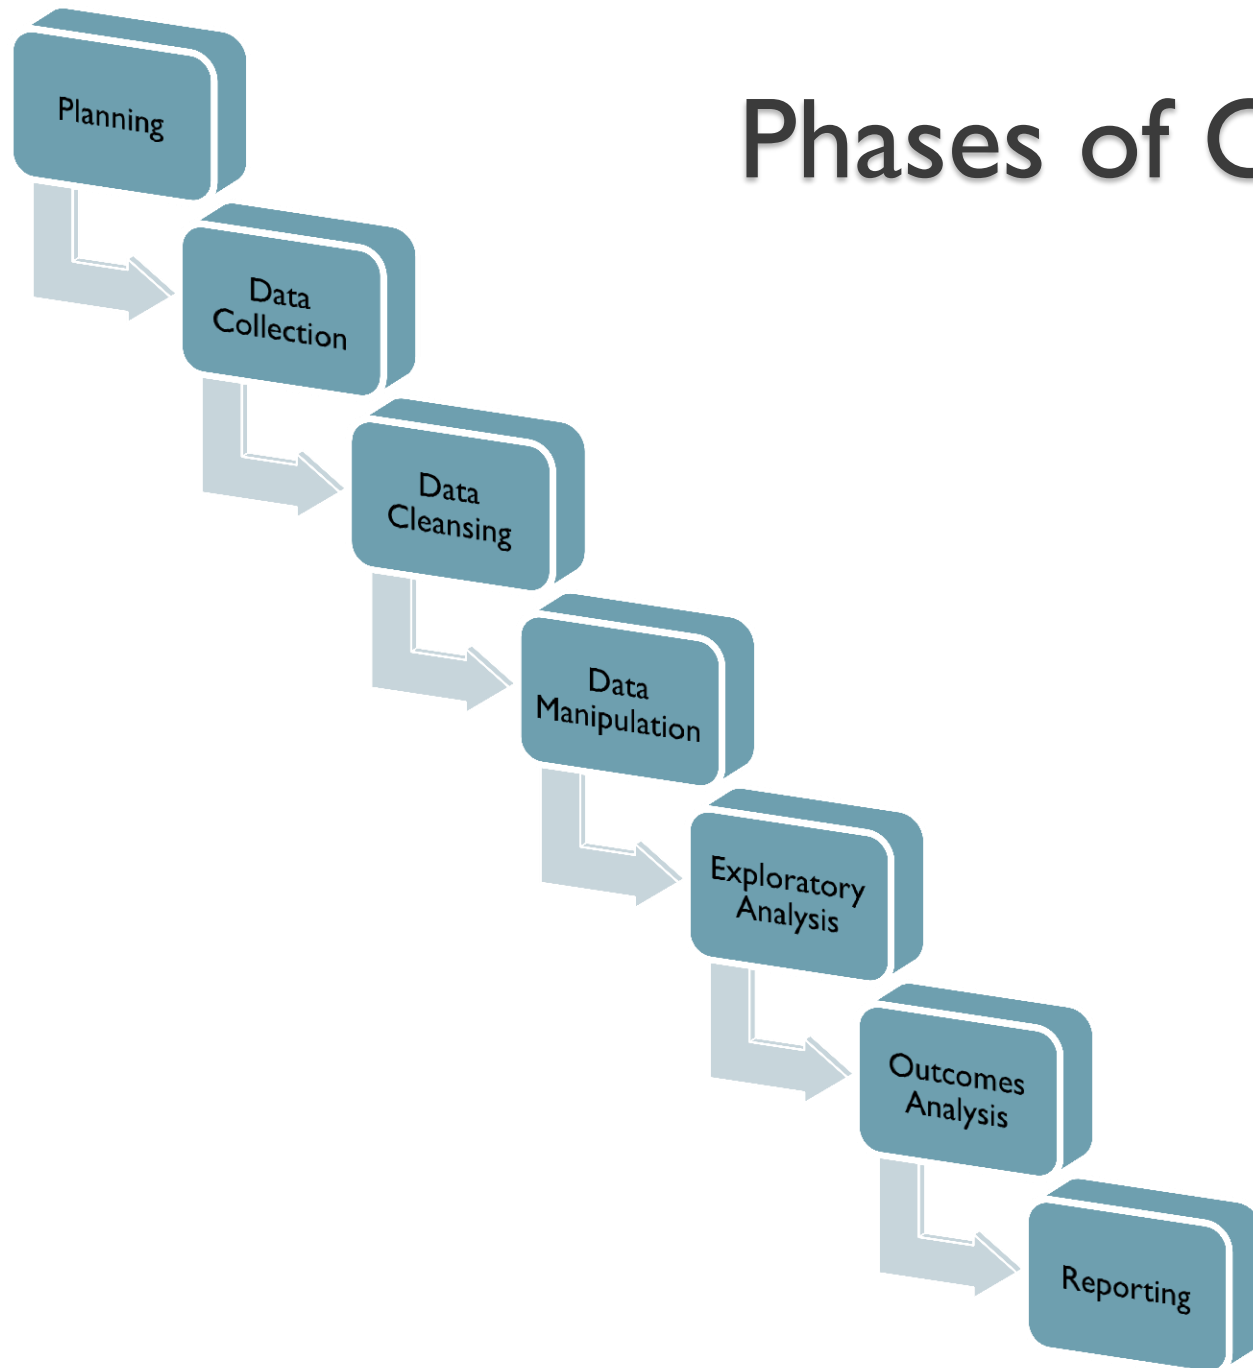 Phases of
Planning
Data
Collection
Data
Cleansing
Data
Manipulation
Exploratory
Analysis
Outcomes
Analysis
Reporting